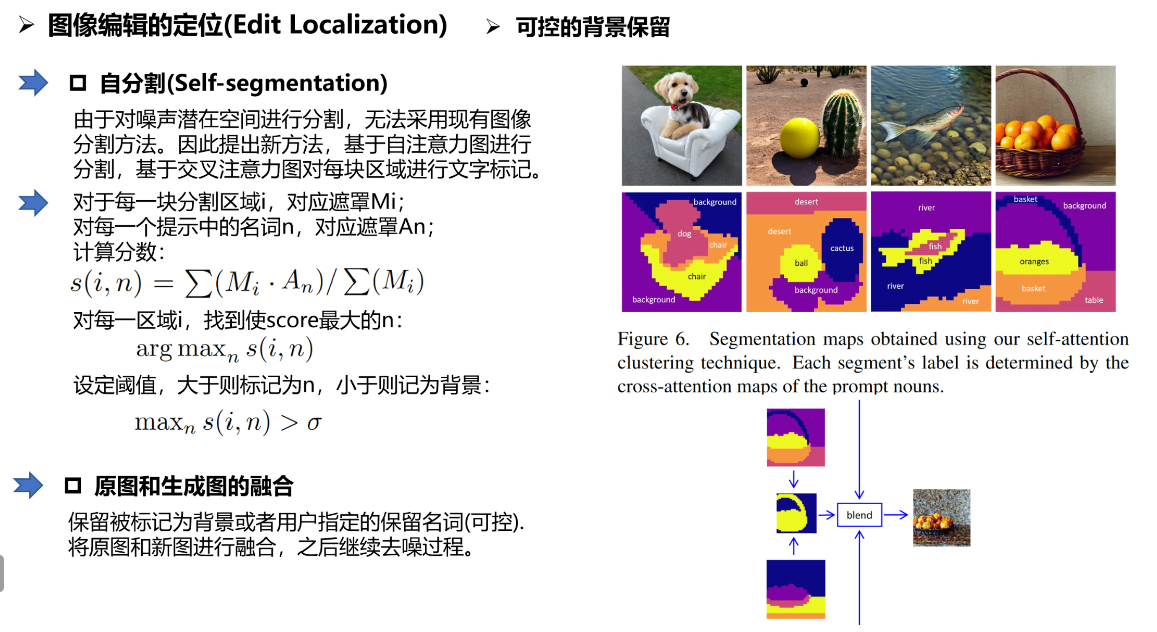 ➢ 图像编辑的定位(Edit Localization) ➢ 可控的背景保留
自分割(Self-segmentation)
由于对噪声潜在空间进行分割，无法采用现有图像
分割方法。因此提出新方法，基于自注意力图进行
分割，基于交叉注意力图对每块区域进行文字标记。
对于每一块分割区域i，对应遮罩Mi；
对每一个提示中的名词n，对应遮罩An；
计算分数：
s(i, n) = ∑(M_i · A_n)/ ∑(M_i)
对每一区域i，找到使score最大的n：
arg max_n s(i, n)
设定阈值，大于则标记为n，小于则记为背景：
max_n s(i, n) > σ
原图和生成图的融合
保留被标记为背景或者用户指定的保留名词(可控).
将原图和新图进行融合，之后继续去噪过程。
background
dog
chair
chair
background
desert
desert
cactus
ball
background
river
fish
fish
river
river
basket
background
oranges
basket
table
Figure 6. Segmentation maps obtained using our self-attention
clustering technique. Each segment's label is determined by the
cross-attention maps of the prompt nouns.
blend